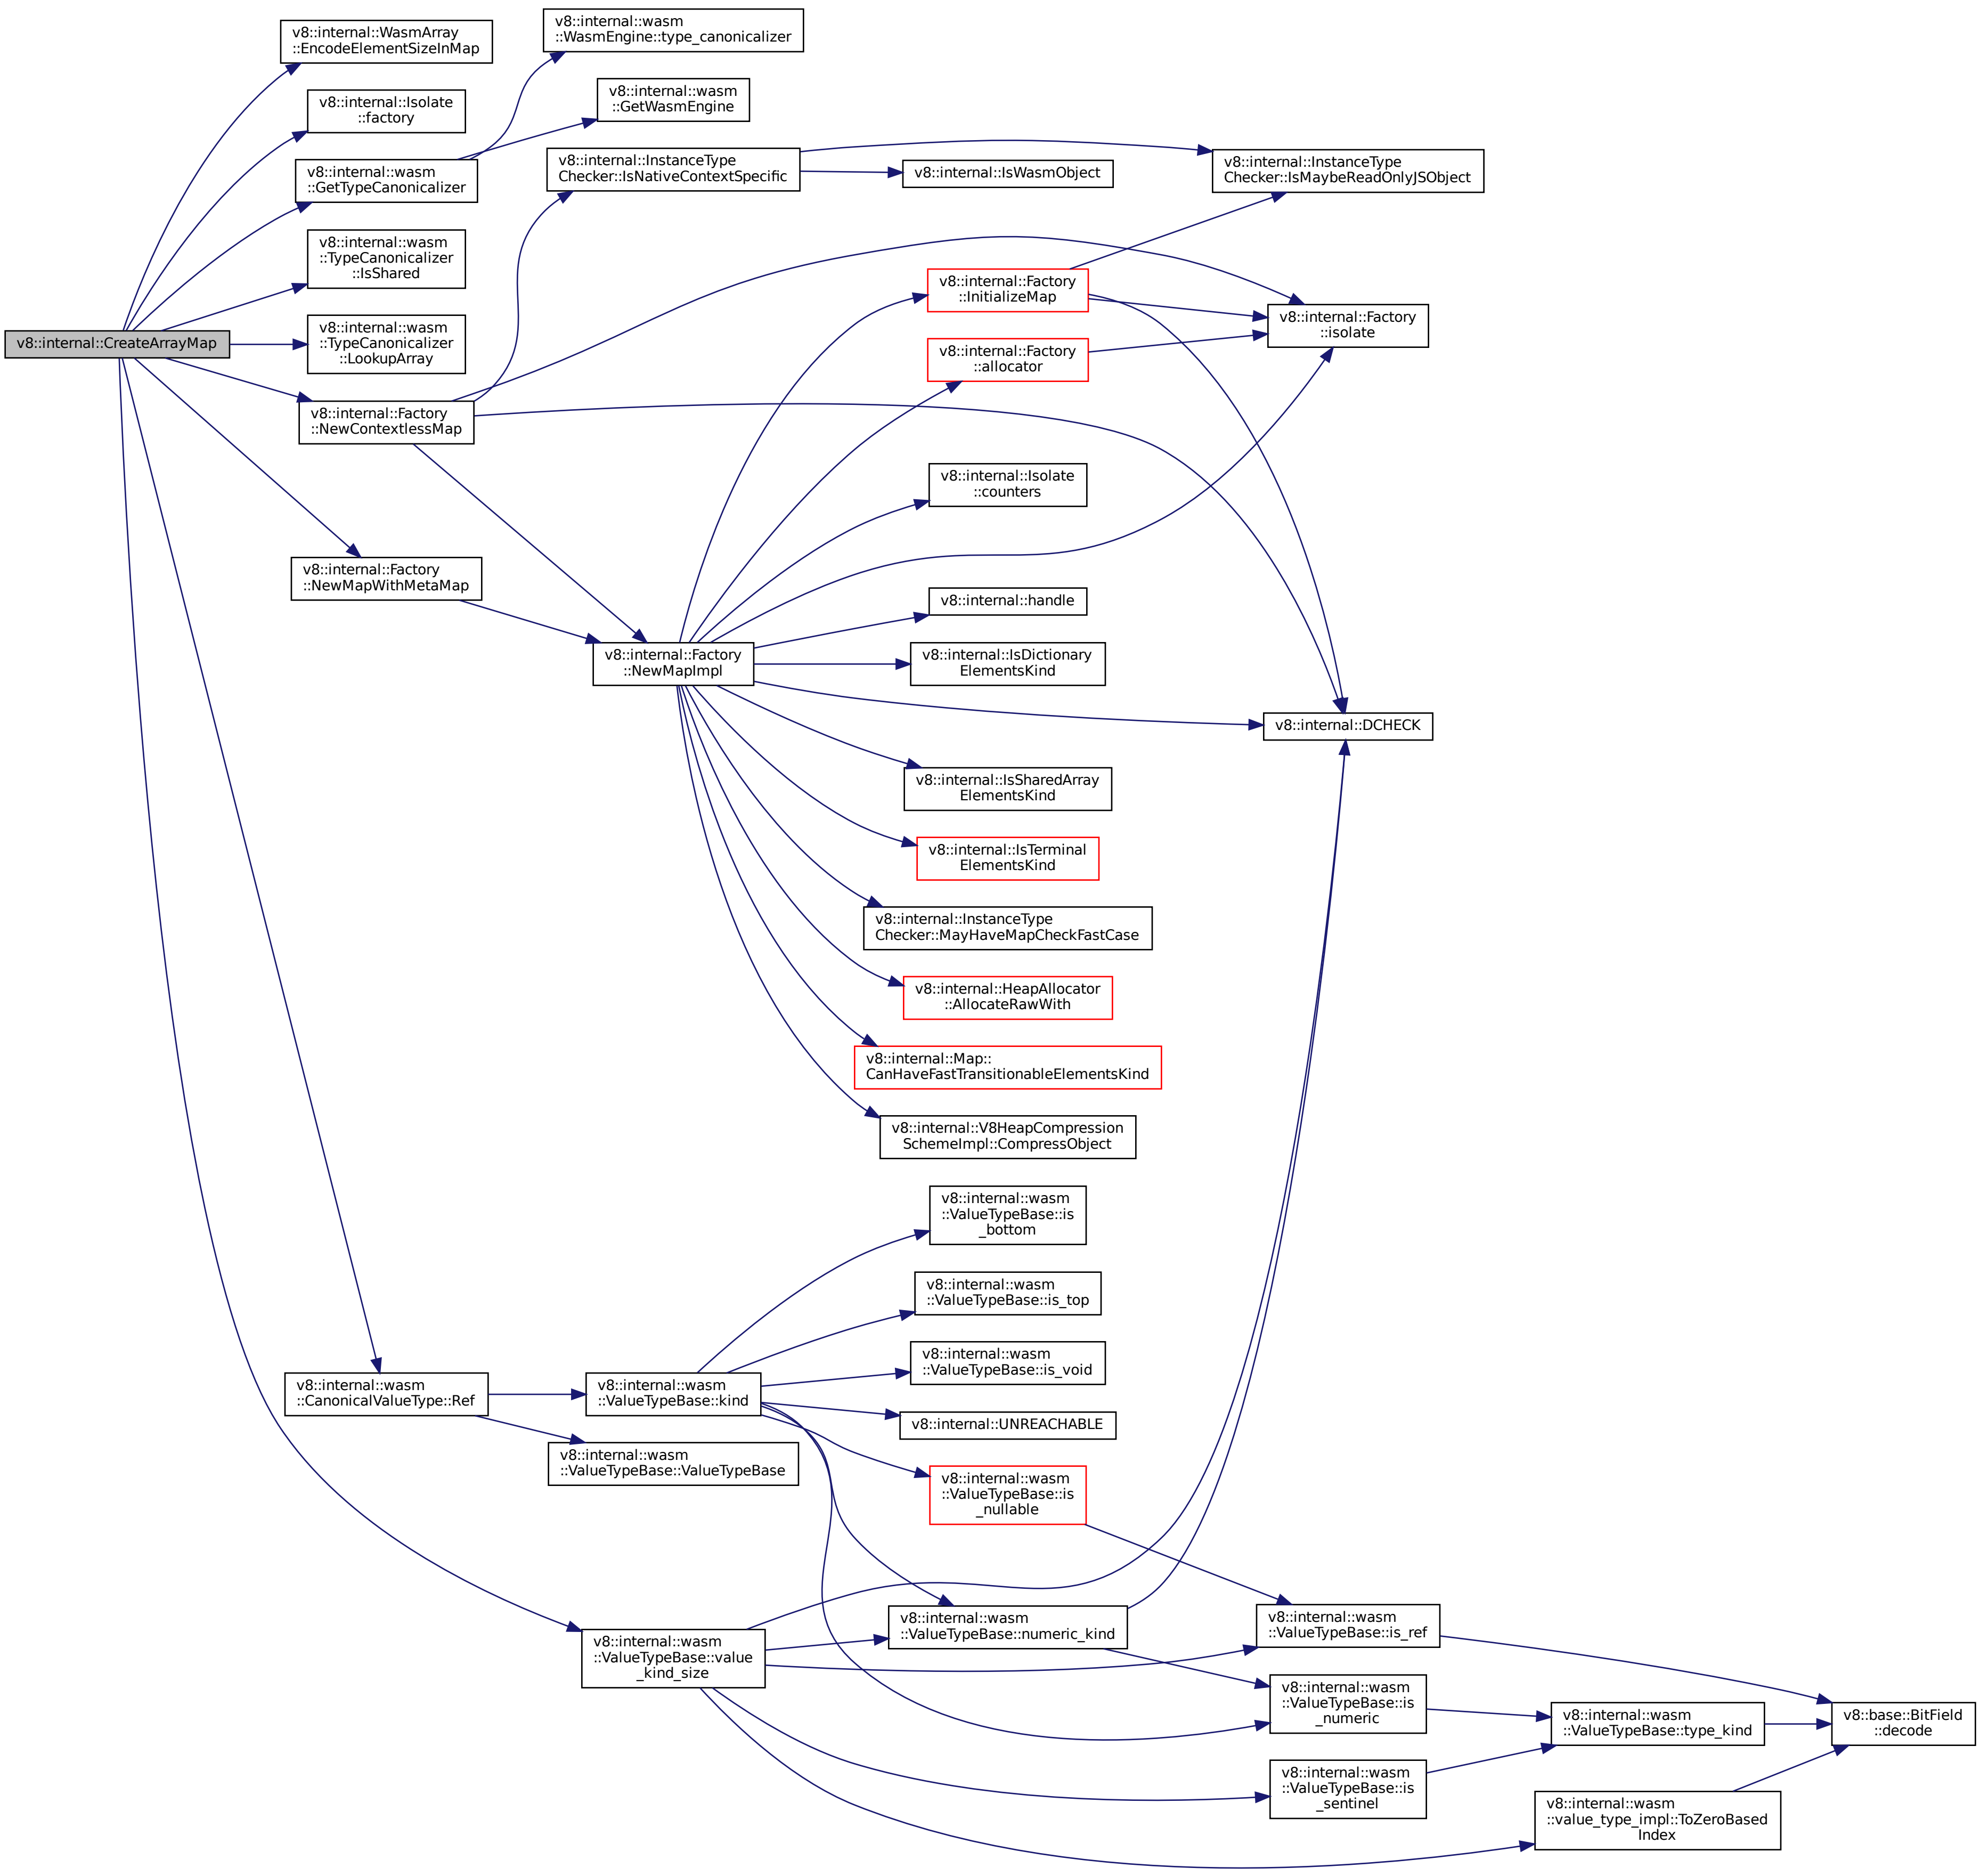 v8::internal::CreateArrayMap
v8::internal::WasmArray
::EncodeElementSizeInMap
v8::internal::Isolate
::factory
v8::internal::wasm
::GetTypeCanonicalizer
v8::internal::wasm
::TypeCanonicalizer
::IsShared
v8::internal::wasm
::TypeCanonicalizer
::LookupArray
v8::internal::Factory
::NewContextlessMap
v8::internal::Factory
::NewMapWithMetaMap
v8::internal::wasm
::CanonicalValueType::Ref
v8::internal::wasm
::WasmEngine::type_canonicalizer
v8::internal::wasm
::GetWasmEngine
v8::internal::InstanceType
Checker::IsNativeContextSpecific
v8::internal::Factory
::NewMapImpl
v8::internal::wasm
::ValueTypeBase::kind
v8::internal::wasm
::ValueTypeBase::ValueTypeBase
v8::internal::wasm
::ValueTypeBase::value
_kind_size
v8::internal::IsWasmObject
v8::internal::Factory
::InitializeMap
v8::internal::Factory
::allocator
v8::internal::Isolate
::counters
v8::internal::handle
v8::internal::IsDictionary
ElementsKind
v8::internal::IsSharedArray
ElementsKind
v8::internal::IsTerminal
ElementsKind
v8::internal::InstanceType
Checker::MayHaveMapCheckFastCase
v8::internal::HeapAllocator
::AllocateRawWith
v8::internal::Map::
CanHaveFastTransitionableElementsKind
v8::internal::V8HeapCompression
SchemeImpl::CompressObject
v8::internal::wasm
::ValueTypeBase::is
_bottom
v8::internal::wasm
::ValueTypeBase::is_top
v8::internal::wasm
::ValueTypeBase::is_void
v8::internal::UNREACHABLE
v8::internal::wasm
::ValueTypeBase::is
_nullable
v8::internal::wasm
::ValueTypeBase::numeric_kind
v8::internal::InstanceType
Checker::IsMaybeReadOnlyJSObject
v8::internal::Factory
::isolate
v8::internal::DCHECK
v8::internal::wasm
::ValueTypeBase::is_ref
v8::internal::wasm
::ValueTypeBase::is
_numeric
v8::internal::wasm
::ValueTypeBase::is
_sentinel
v8::internal::wasm
::ValueTypeBase::type_kind
v8::internal::wasm
::value_type_impl::ToZeroBased
Index
v8::base::BitField
::decode